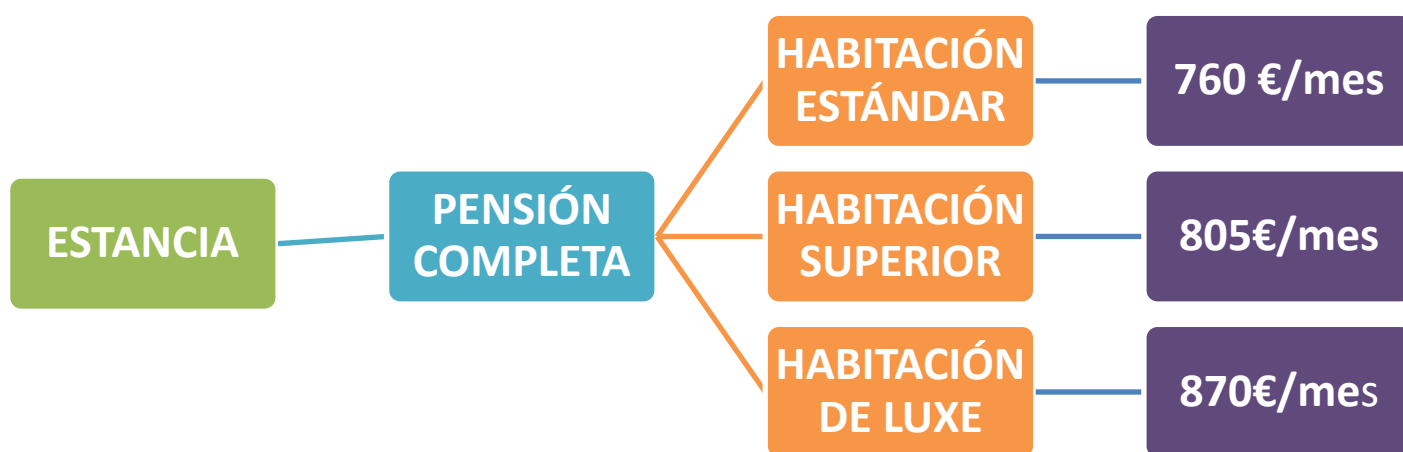 ESTANCIA
PENSIÓN
COMPLETA
HABITACIÓN
ESTÁNDAR
760 €/mes
HABITACIÓN
SUPERIOR
805€/mes
HABITACIÓN
DE LUXE
870€/mes